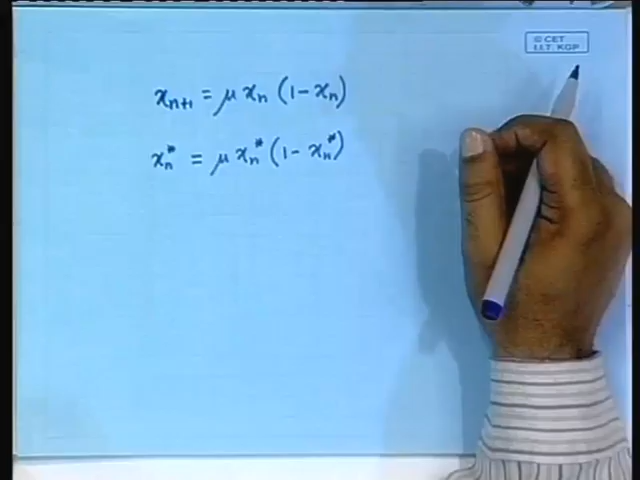 © CET
I.I.T. KGP
xₙ₊₁ = μ xₙ (1 - xₙ)
xₙ* = μ xₙ* (1 - xₙ*)